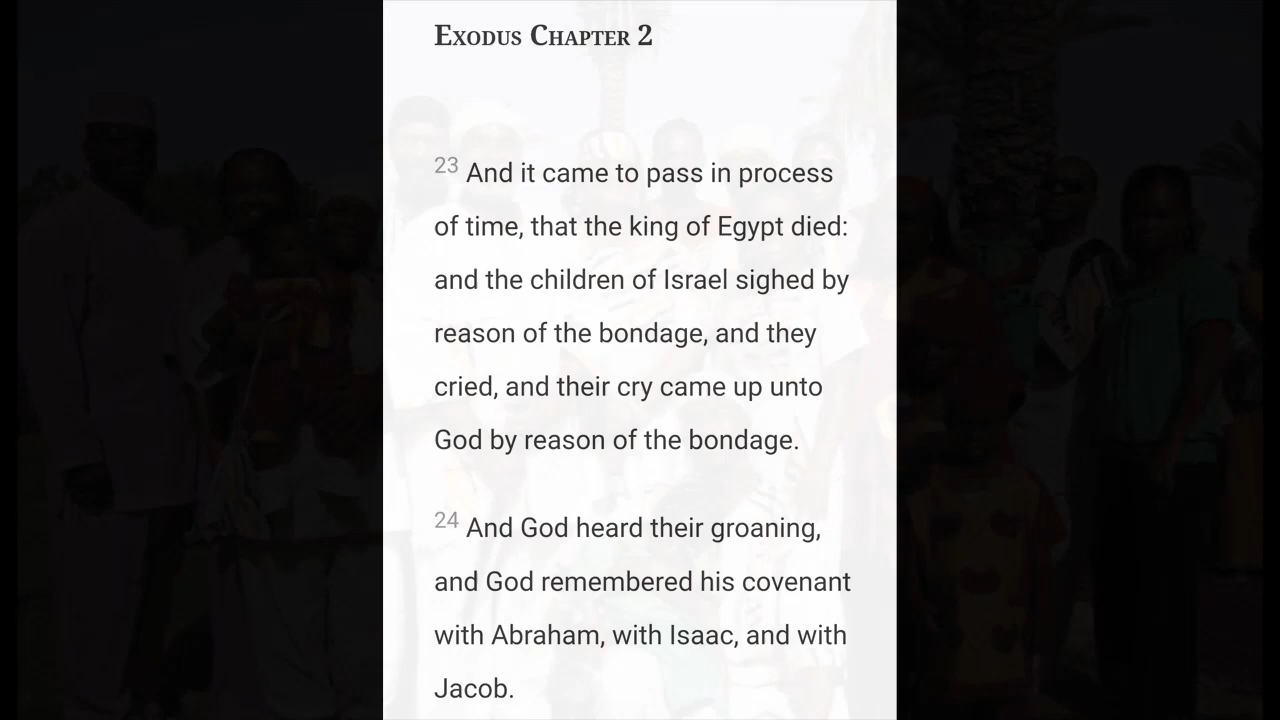 Exodus Chapter 2
23 And it came to pass in process
of time, that the king of Egypt died:
and the children of Israel sighed by
reason of the bondage, and they
cried, and their cry came up unto
God by reason of the bondage.
24 And God heard their groaning,
and God remembered his covenant
with Abraham, with Isaac, and with
Jacob.